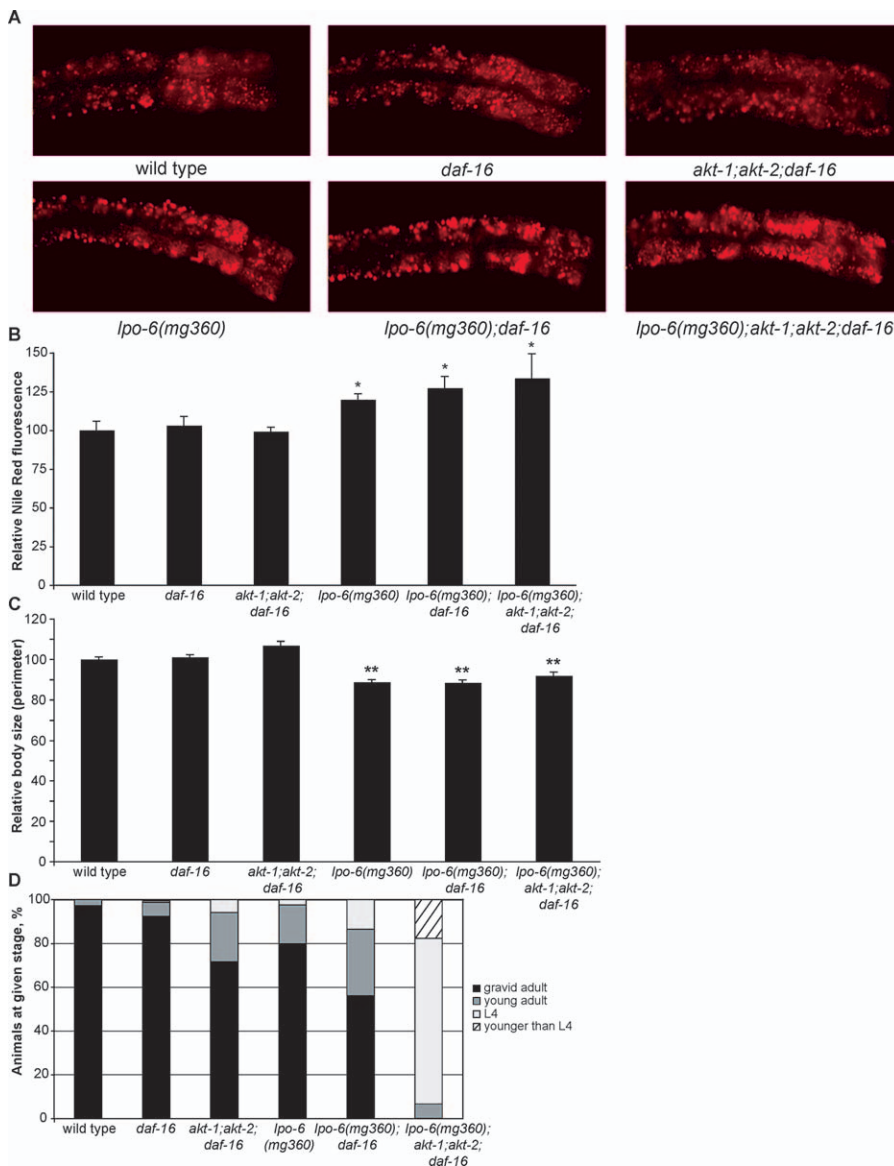 A
wild type
daf-16
akt-1;akt-2;daf-16
lpo-6(mg360)
lpo-6(mg360);daf-16
lpo-6(mg360);akt-1;akt-2;daf-16
B
Relative Nile Red fluorescence
150
125
100
75
50
25
0
wild type
daf-16
akt-1;akt-2;
daf-16
lpo-6(mg360)
lpo-6(mg360);
daf-16
lpo-6(mg360);
akt-1;akt-2;
daf-16
*
*
*
C
Relative body size (perimeter)
120
100
80
60
40
20
0
**
**
**
wild type
daf-16
akt-1;akt-2;
daf-16
lpo-6(mg360)
lpo-6(mg360);
daf-16
lpo-6(mg360);
akt-1;akt-2;
daf-16
D
Animals at given stage, %
100
80
60
40
20
0
gravid adult
young adult
L4
younger than L4
wild type
daf-16
akt-1;akt-2;
daf-16
lpo-6
(mg360)
lpo-6(mg360);
daf-16
lpo-6(mg360);
akt-1;akt-2;
daf-16